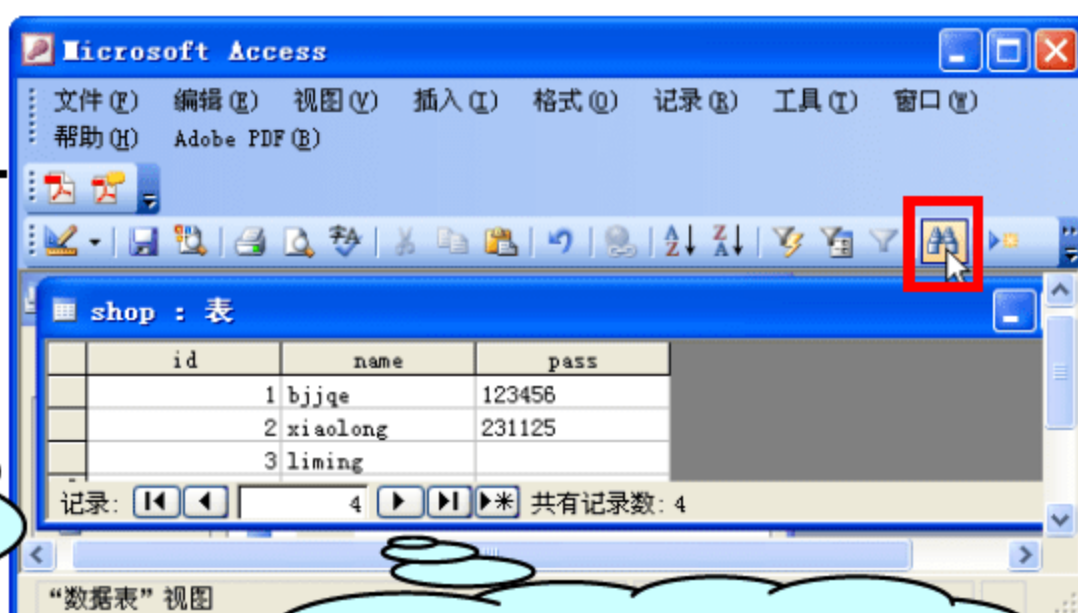 Microsoft Access
文件(F) 编辑(E) 视图(V) 插入(I) 格式(O) 记录(R) 工具(T) 窗口(W)
帮助(H) Adobe PDF(B)
shop : 表
id name pass
1 bjjqe 123456
2 xiaolong 231125
3 liming
记录: 4 共有记录数: 4
“数据表” 视图